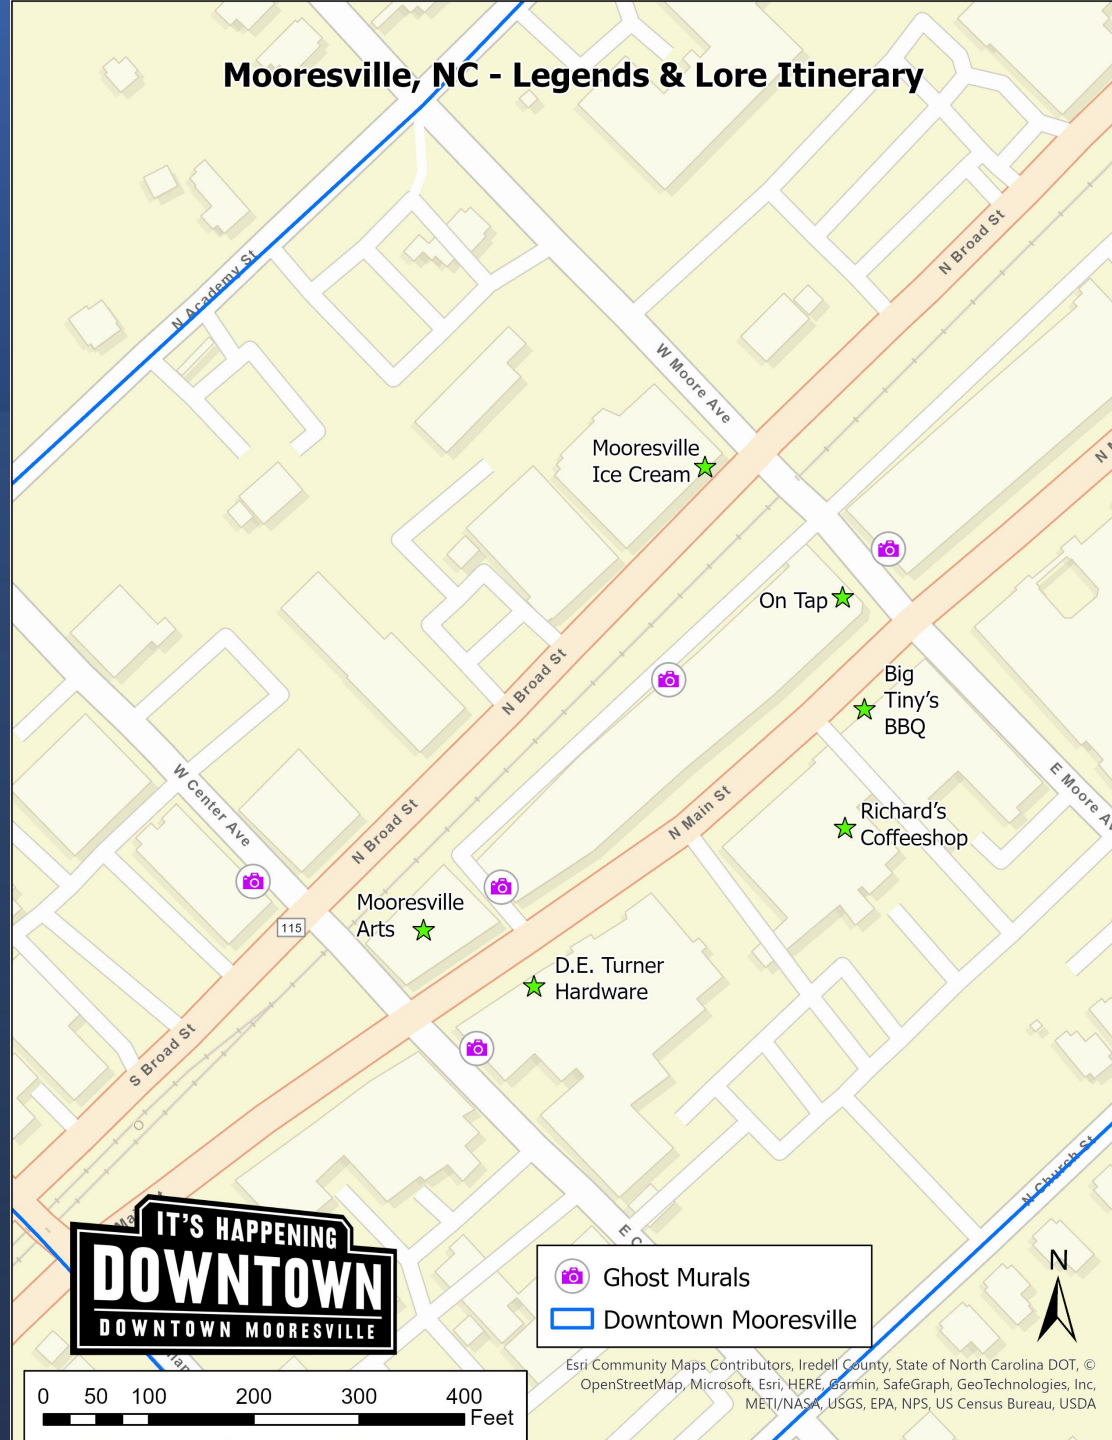 Mooresville, NC - Legends & Lore Itinerary
N Broad St
N Academy St
W Moore Ave
Mooresville
Ice Cream
On Tap
N Broad St
Big
Tiny's
BBQ
W Center Ave
E Moore
N Main St
N Broad St
Richard's
Coffeeshop
Mooresville
Arts
115
D.E. Turner
Hardware
S Broad St
N Church St
IT'S HAPPENING
DOWNTOWN
DOWNTOWN MOORESVILLE
Ghost Murals
Downtown Mooresville
N
0 50 100 200 300 400
Feet
Esri Community Maps Contributors, Iredell County, State of North Carolina DOT, ©
OpenStreetMap, Microsoft, Esri, HERE, Garmin, SafeGraph, GeoTechnologies, Inc,
METI/NASA, USGS, EPA, NPS, US Census Bureau, USDA